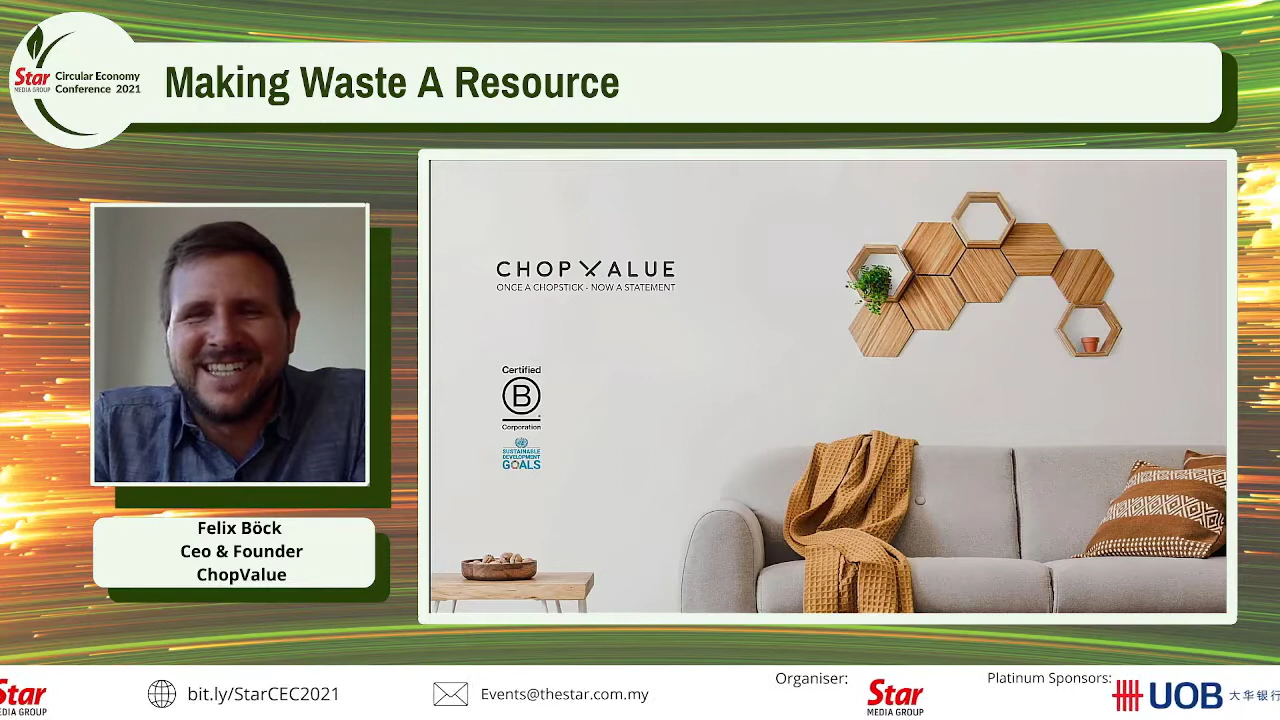 Star
MEDIA GROUP
Circular Economy
Conference 2021
Making Waste A Resource
CHOPVALUE
ONCE A CHOPSTICK - NOW A STATEMENT
Certified
B
Corporation
SUSTAINABLE
DEVELOPMENT
GOALS
Felix Böck
Ceo & Founder
ChopValue
Star
MEDIA GROUP
bit.ly/StarCEC2021
Events@thestar.com.my
Organiser:
Star
MEDIA GROUP
Platinum Sponsors:
UOB 大华银行